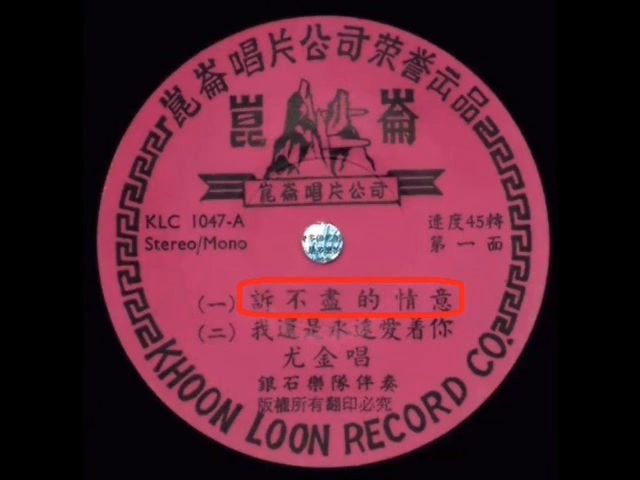 崑崙唱片公司荣誉出品
崑崙
崑崙唱片公司
KLC 1047-A
Stereo/Mono
速度45轉
第一面
(一) 訴不盡的情意
(二) 我還是永遠愛着你
尤金唱
銀石樂隊伴奏
版權所有翻印必究
KHOON LOON RECORD CO.